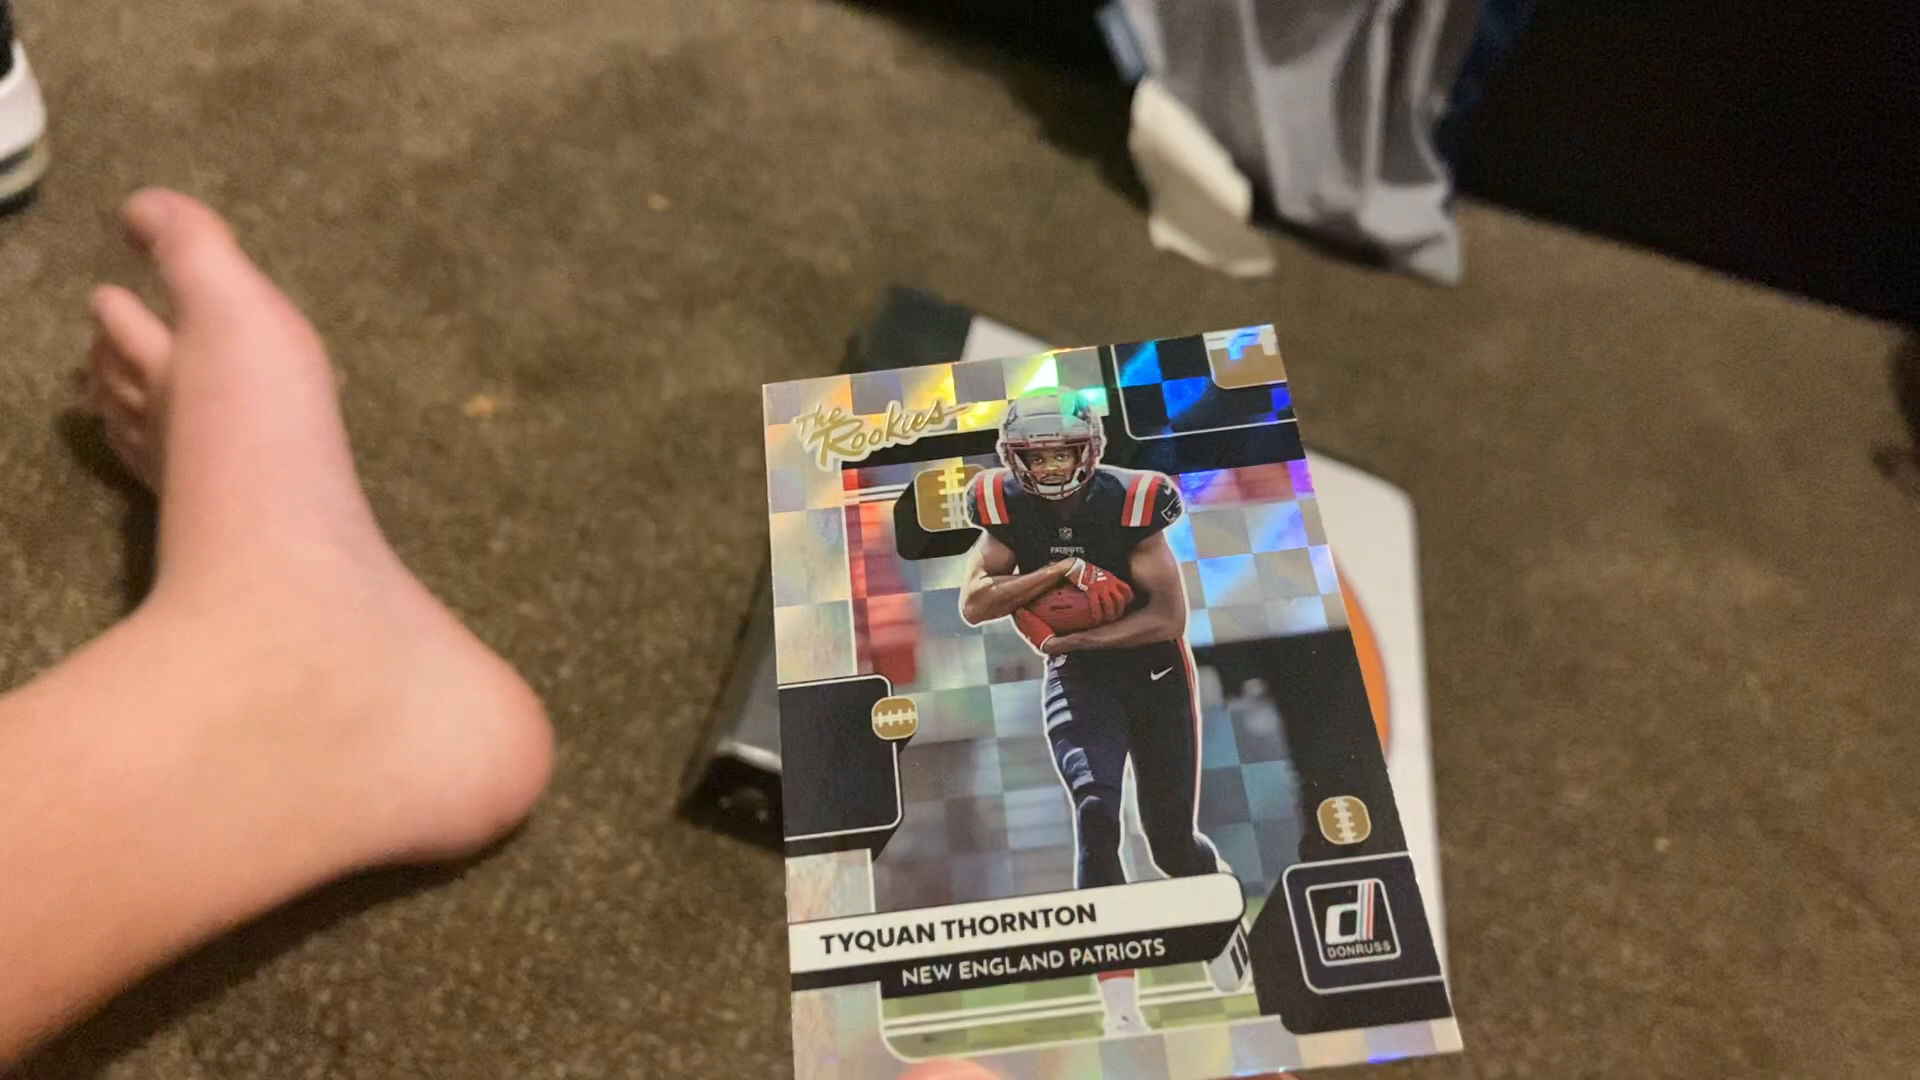 The
Rookies
PATRIOTS
TYQUAN THORNTON
NEW ENGLAND PATRIOTS
d
DONRUSS